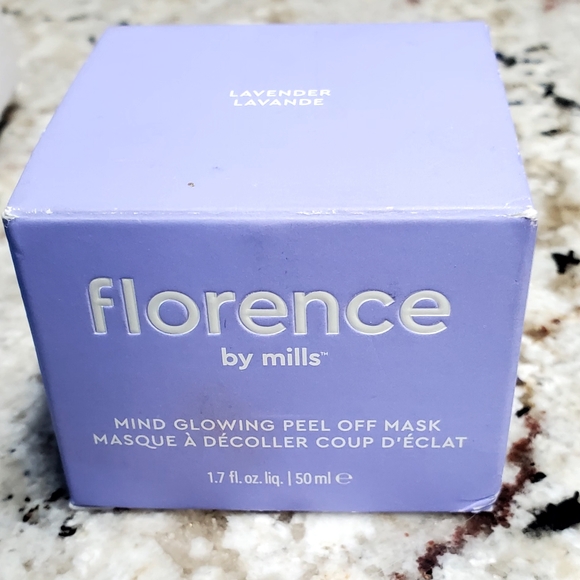 LAVENDER
LAVANDE
florence
by mills™
MIND GLOWING PEEL OFF MASK
MASQUE À DÉCOLLER COUP D'ÉCLAT
1.7 fl. oz. liq. | 50 ml ℮